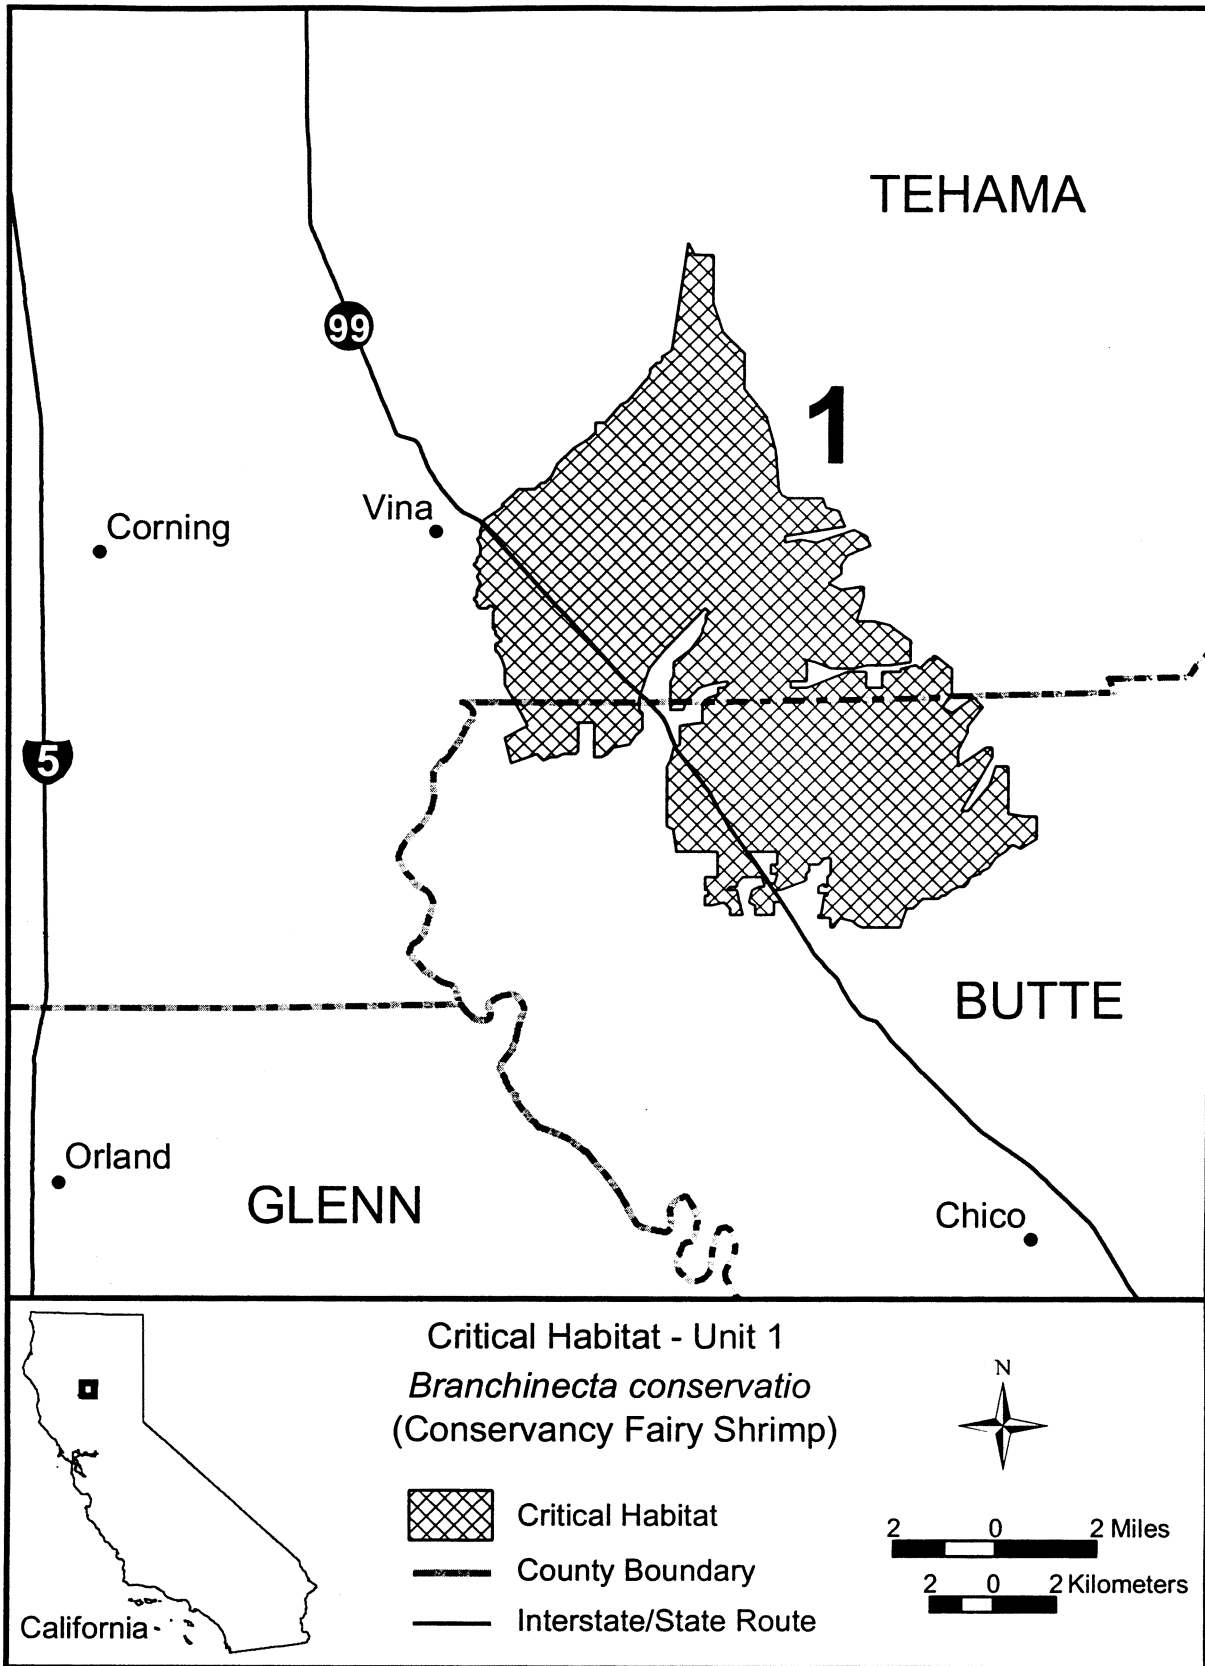 TEHAMA
99
1
Vina
Corning
5
BUTTE
Orland
GLENN
Chico
Critical Habitat - Unit 1
Branchinecta conservatio
(Conservancy Fairy Shrimp)
N
Critical Habitat
County Boundary
Interstate/State Route
2 0 2 Miles
2 0 2 Kilometers
California